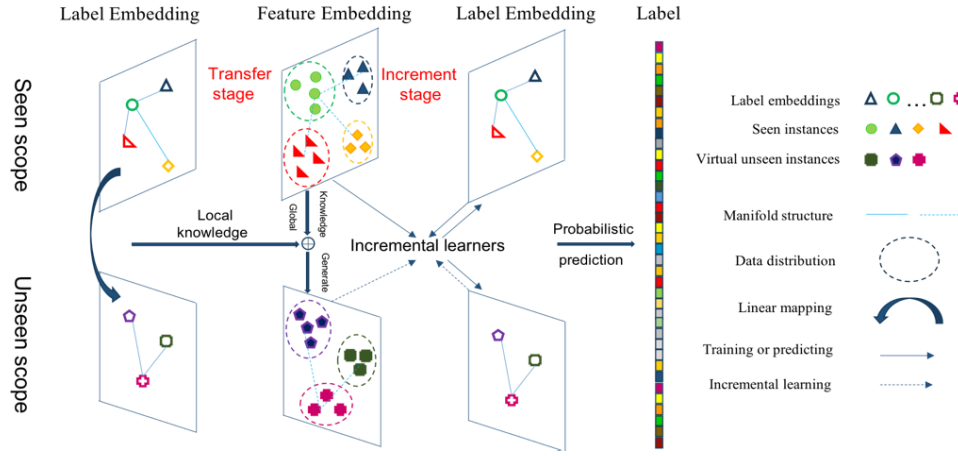 Label Embedding
Feature Embedding
Label Embedding
Label
Seen scope
Transfer
stage
Increment
stage
Global
Knowledge
Local
knowledge
Generate
Incremental learners
Probabilistic
prediction
Unseen scope
Label embeddings
...
Seen instances
Virtual unseen instances
Manifold structure
Data distribution
Linear mapping
Training or predicting
Incremental learning